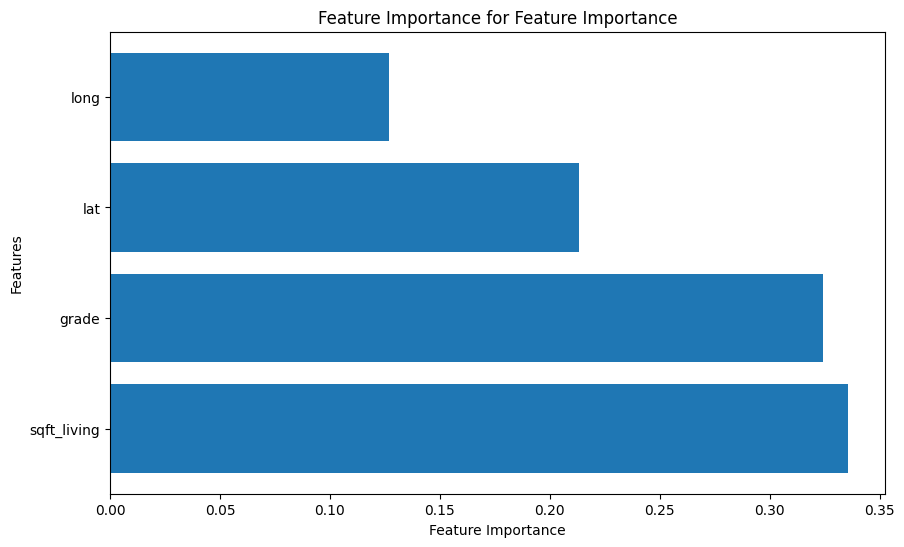 Feature Importance for Feature Importance
long
lat
grade
sqft_living
Features
0.00 0.05 0.10 0.15 0.20 0.25 0.30 0.35
Feature Importance